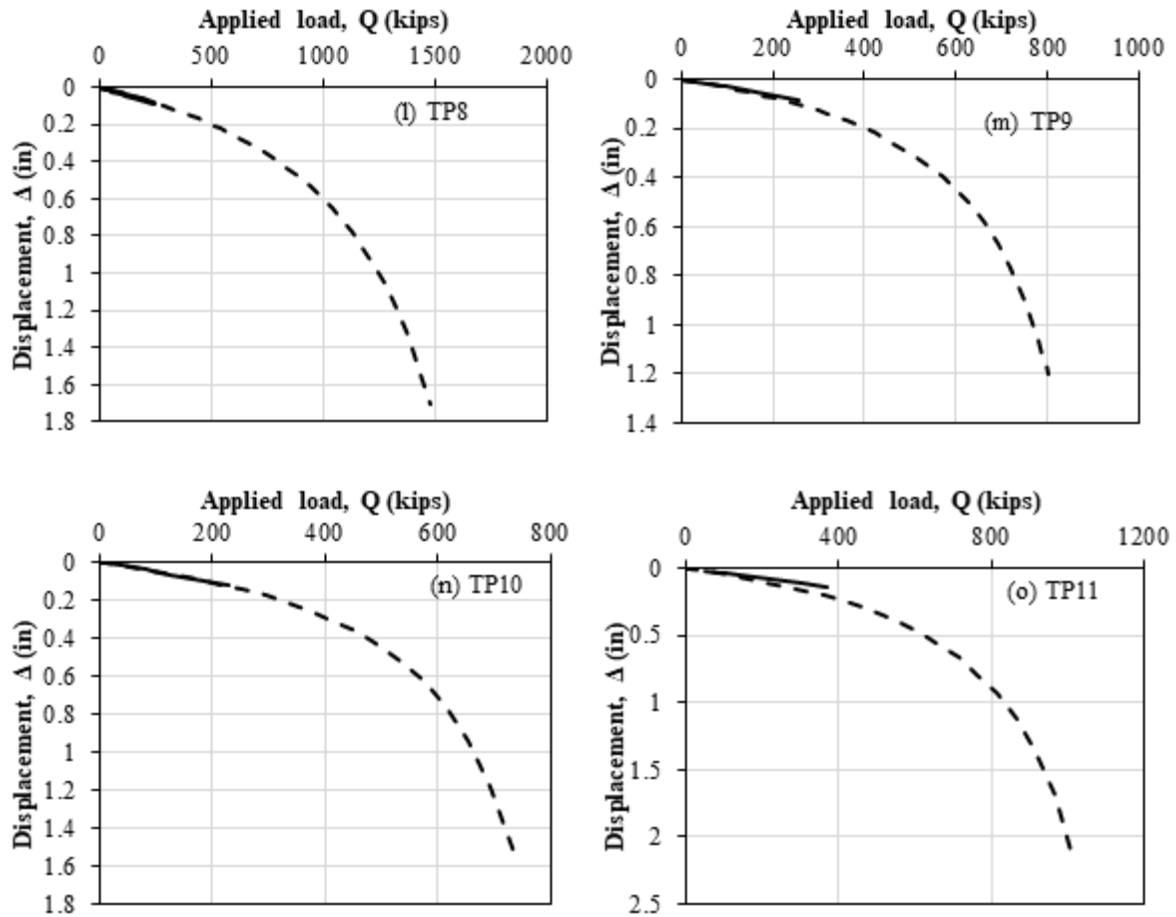 Applied load, Q (kips)
0 500 1000 1500 2000
0
0.2
0.4
0.6
0.8
1
1.2
1.4
1.6
1.8
Displacement, Δ (in)
(l) TP8
Applied load, Q (kips)
0 200 400 600 800 1000
0
0.2
0.4
0.6
0.8
1
1.2
1.4
Displacement, Δ (in)
(m) TP9
Applied load, Q (kips)
0 200 400 600 800
0
0.2
0.4
0.6
0.8
1
1.2
1.4
1.6
1.8
Displacement, Δ (in)
(n) TP10
Applied load, Q (kips)
0 400 800 1200
0
0.5
1
1.5
2
2.5
Displacement, Δ (in)
(o) TP11